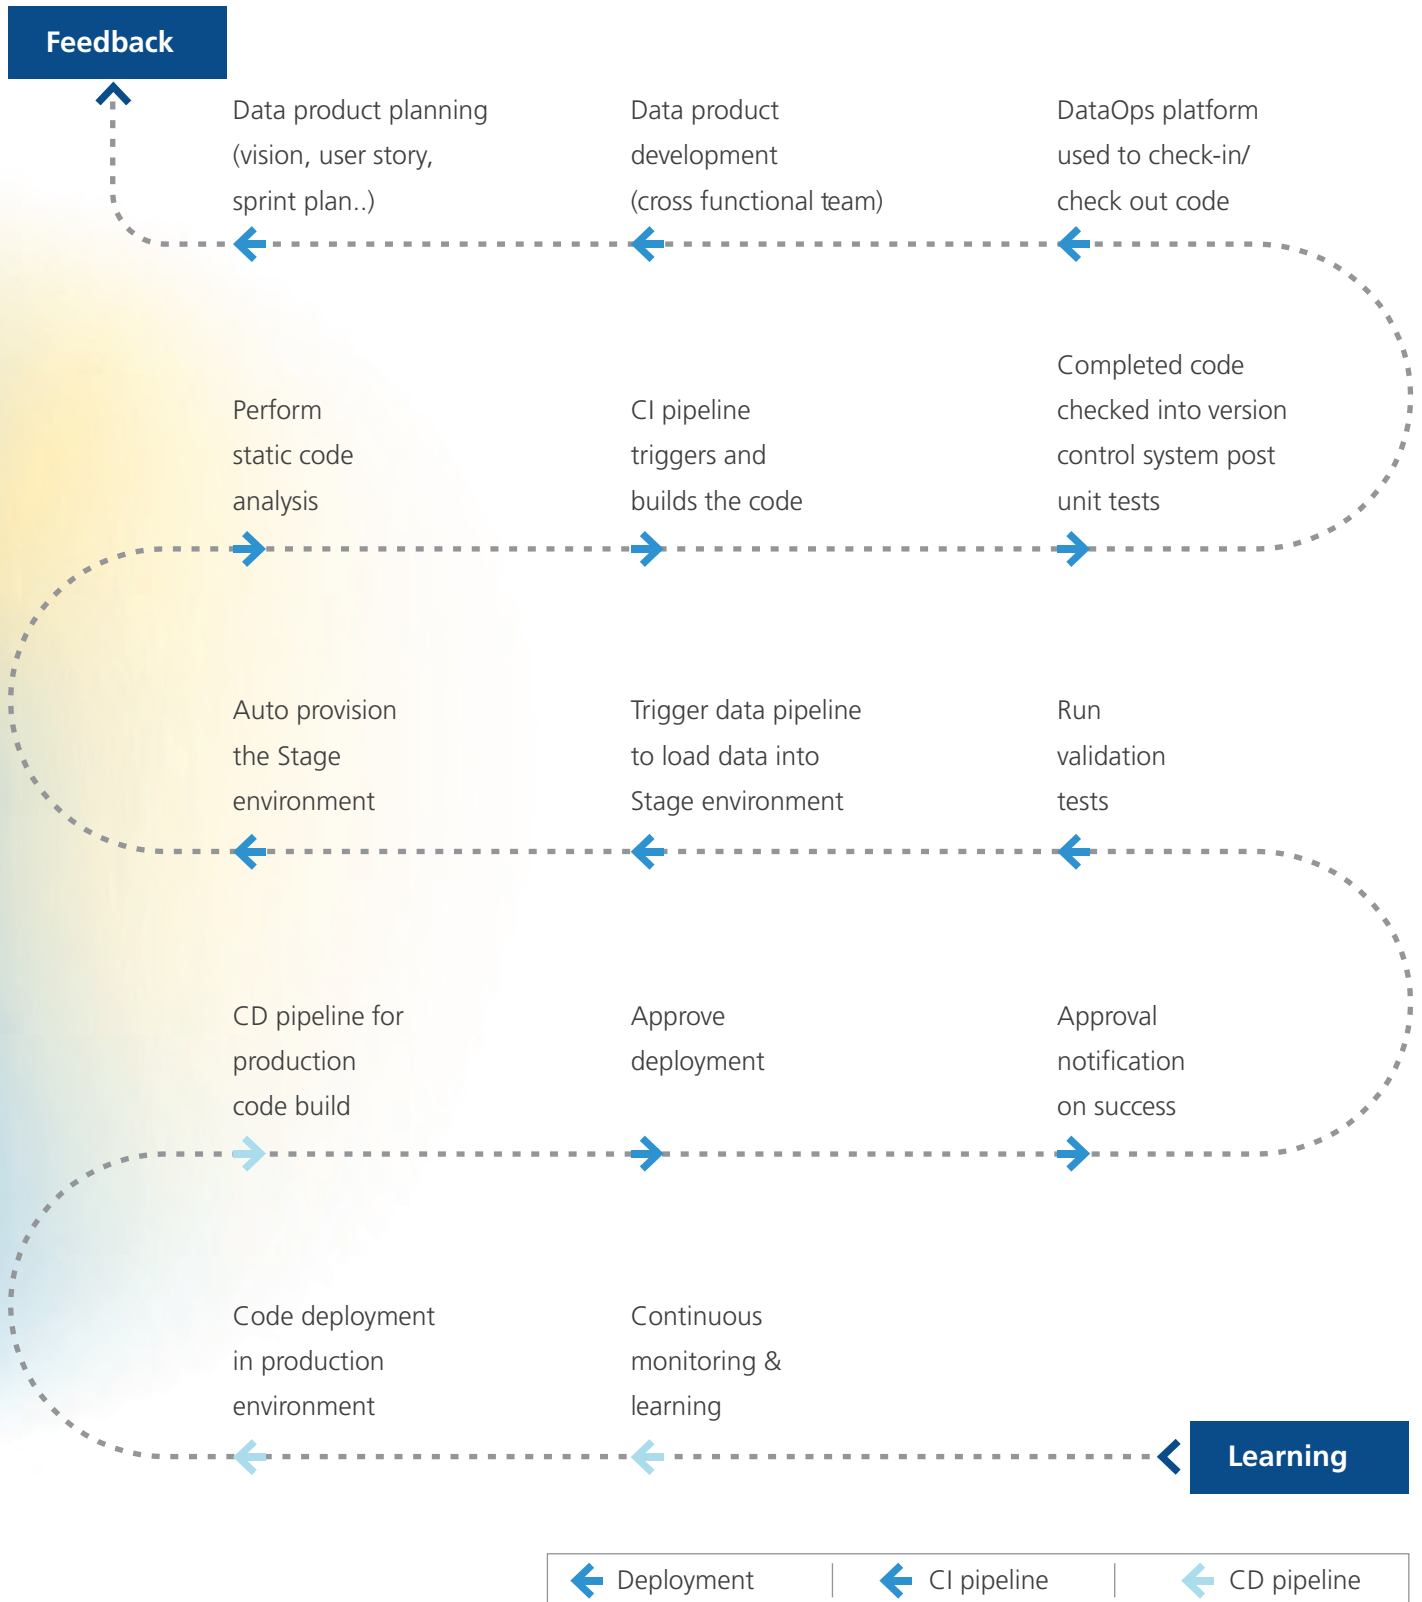 Feedback
Data product planning
(vision, user story,
sprint plan..)
Data product
development
(cross functional team)
DataOps platform
used to check-in/
check out code
Perform
static code
analysis
CI pipeline
triggers and
builds the code
Completed code
checked into version
control system post
unit tests
Auto provision
the Stage
environment
Trigger data pipeline
to load data into
Stage environment
Run
validation
tests
CD pipeline for
production
code build
Approve
deployment
Approval
notification
on success
Code deployment
in production
environment
Continuous
monitoring &
learning
Learning
Deployment
CI pipeline
CD pipeline